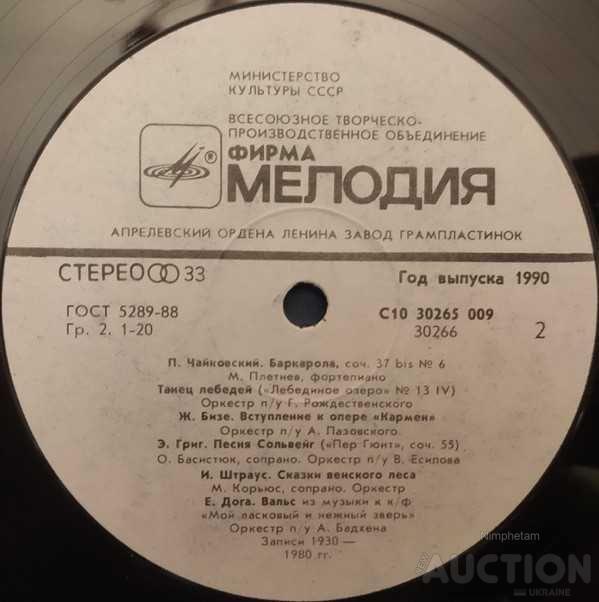 МИНИСТЕРСТВО
КУЛЬТУРЫ СССР
ВСЕСОЮЗНОЕ ТВОРЧЕСКО-
ПРОИЗВОДСТВЕННОЕ ОБЪЕДИНЕНИЕ
®
ФИРМА
МЕЛОДИЯ
АПРЕЛЕВСКИЙ ОРДЕНА ЛЕНИНА ЗАВОД ГРАМПЛАСТИНОК
СТЕРЕО 33
Год выпуска 1990
ГОСТ 5289-88
Гр. 2. 1-20
С10 30265 009
30266
2
П. Чайковский. Баркарола, соч. 37 bis № 6
М. Плетнев, фортепиано
Танец лебедей («Лебединое озеро» № 13 IV)
Оркестр п/у Г. Рождественского
Ж. Бизе. Вступление к опере «Кармен»
Оркестр п/у А. Пазовского
Э. Григ. Песня Сольвейг («Пер Гюнт», соч. 55)
О. Басистюк, сопрано. Оркестр п/у В. Есипова
И. Штраус. Сказки венского леса
М. Корьюс, сопрано. Оркестр
Е. Дога. Вальс из музыки к к/ф
«Мой ласковый и нежный зверь»
Оркестр п/у А. Бадхена
Записи 1930—
1980 гг.
Nimphetam
AUCTION
UKRAINE